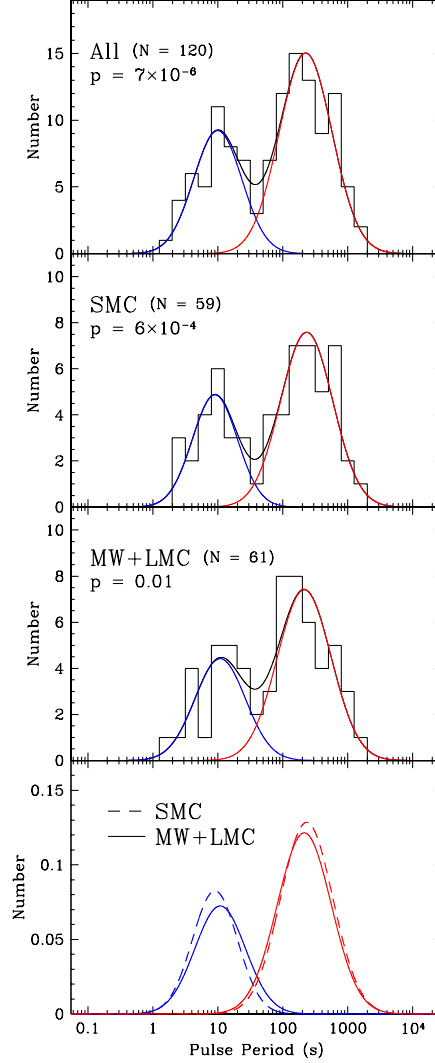 All (N = 120)
p = 7×10⁻⁶
Number
15
10
5
0
SMC (N = 59)
p = 6×10⁻⁴
Number
10
8
6
4
2
0
MW+LMC (N = 61)
p = 0.01
Number
10
8
6
4
2
0
SMC
MW+LMC
Number
0.15
0.1
0.05
0
0.1 1 10 100 1000 10⁴
Pulse Period (s)